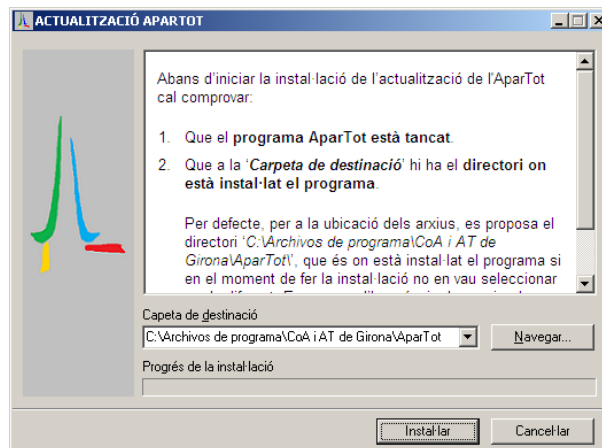 ACTUALITZACIÓ APARTOT
Abans d'iniciar la instal·lació de l'actualització de l'AparTot
cal comprovar:
1. Que el programa AparTot està tancat.
2. Que a la 'Carpeta de destinació' hi ha el directori on
està instal·lat el programa.
Per defecte, per a la ubicació dels arxius, es proposa el
directori 'C:\Archivos de programa\CoA i AT de
Girona\AparTot\', que és on està instal·lat el programa si
en el moment de fer la instal·lació no en vau seleccionar
Capeta de destinació
C:\Archivos de programa\CoA i AT de Girona\AparTot
Navegar...
Progrés de la instal·lació
Instal·lar
Cancel·lar